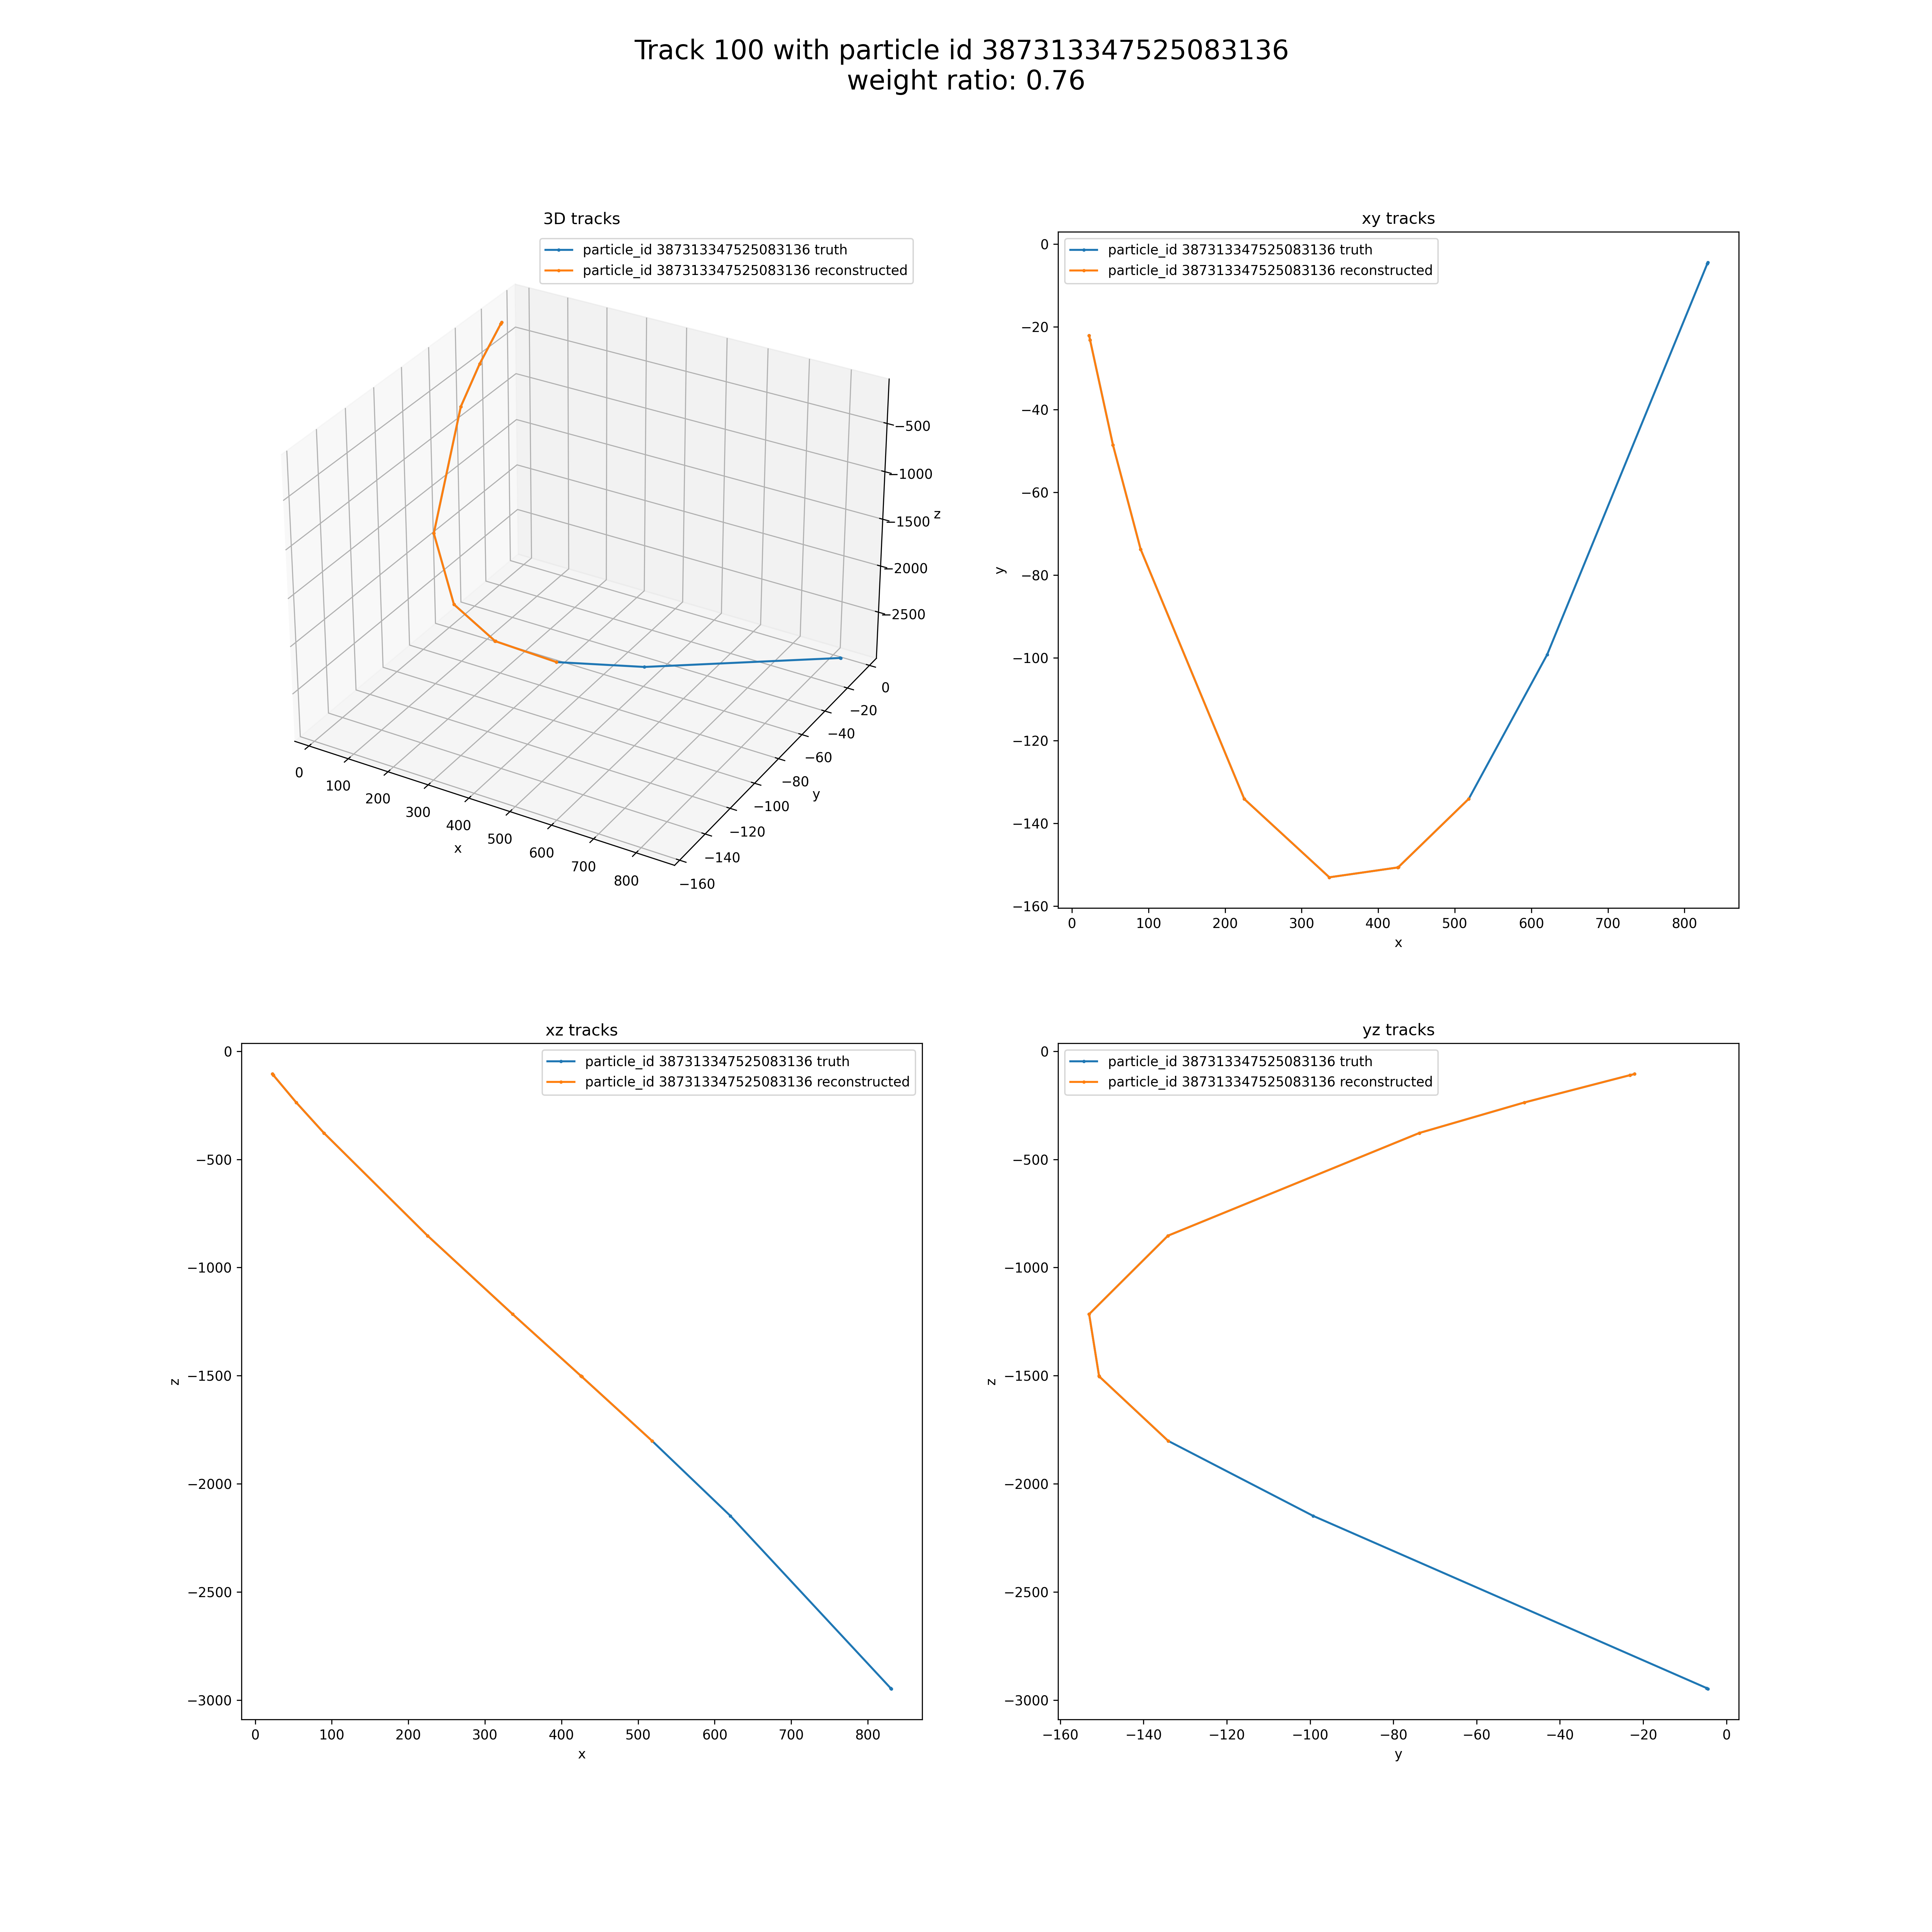 Track 100 with particle id 387313347525083136
weight ratio: 0.76
3D tracks
particle_id 387313347525083136 truth
particle_id 387313347525083136 reconstructed
−500
−1000
−1500
−2000
−2500
z
0
−20
−40
−60
−80
−100
−120
−140
−160
y
0
100
200
300
400
500
600
700
800
x
xy tracks
particle_id 387313347525083136 truth
particle_id 387313347525083136 reconstructed
0
−20
−40
−60
−80
−100
−120
−140
−160
y
0 100 200 300 400 500 600 700 800
x
xz tracks
particle_id 387313347525083136 truth
particle_id 387313347525083136 reconstructed
0
−500
−1000
−1500
−2000
−2500
−3000
z
0 100 200 300 400 500 600 700 800
x
yz tracks
particle_id 387313347525083136 truth
particle_id 387313347525083136 reconstructed
0
−500
−1000
−1500
−2000
−2500
−3000
z
−160 −140 −120 −100 −80 −60 −40 −20 0
y